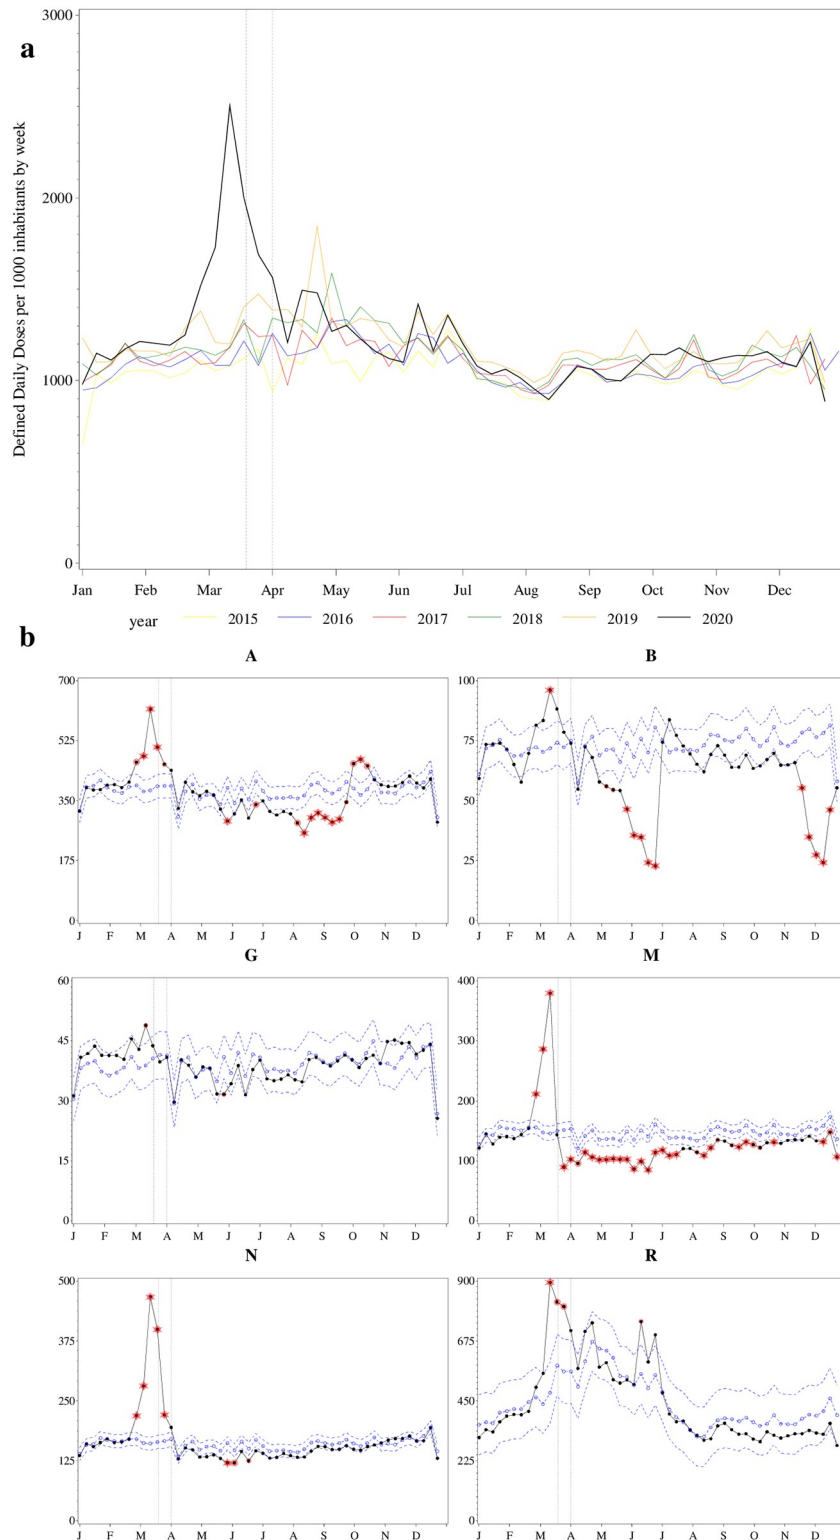 a
Defined Daily Doses per 1000 inhabitants by week
3000
2000
1000
0
Jan Feb Mar Apr May Jun Jul Aug Sep Oct Nov Dec
year 2015 2016 2017 2018 2019 2020
b
A
700
525
350
175
0
J F M A M J J A S O N D
B
100
75
50
25
0
J F M A M J J A S O N D
G
60
45
30
15
0
J F M A M J J A S O N D
M
400
300
200
100
0
J F M A M J J A S O N D
N
500
375
250
125
0
J F M A M J J A S O N D
R
900
675
450
225
0
J F M A M J J A S O N D